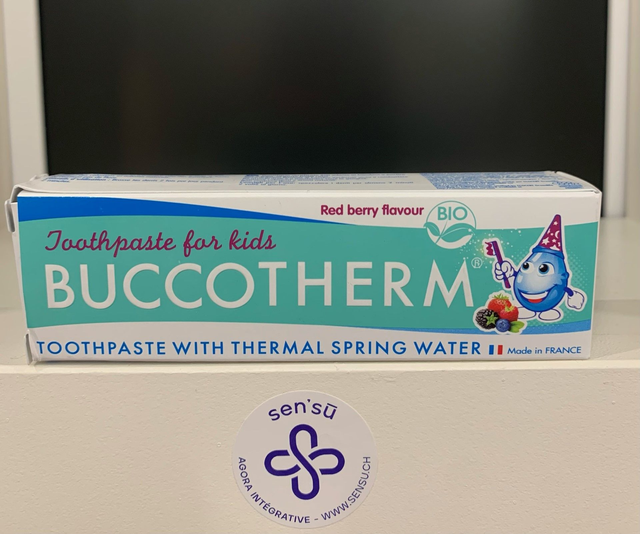 Red berry flavour
BIO
Toothpaste for kids
BUCCOTHERM®
TOOTHPASTE WITH THERMAL SPRING WATER
Made in FRANCE
sen'sū
AGORA INTÉGRATIVE - WWW.SENSU.CH